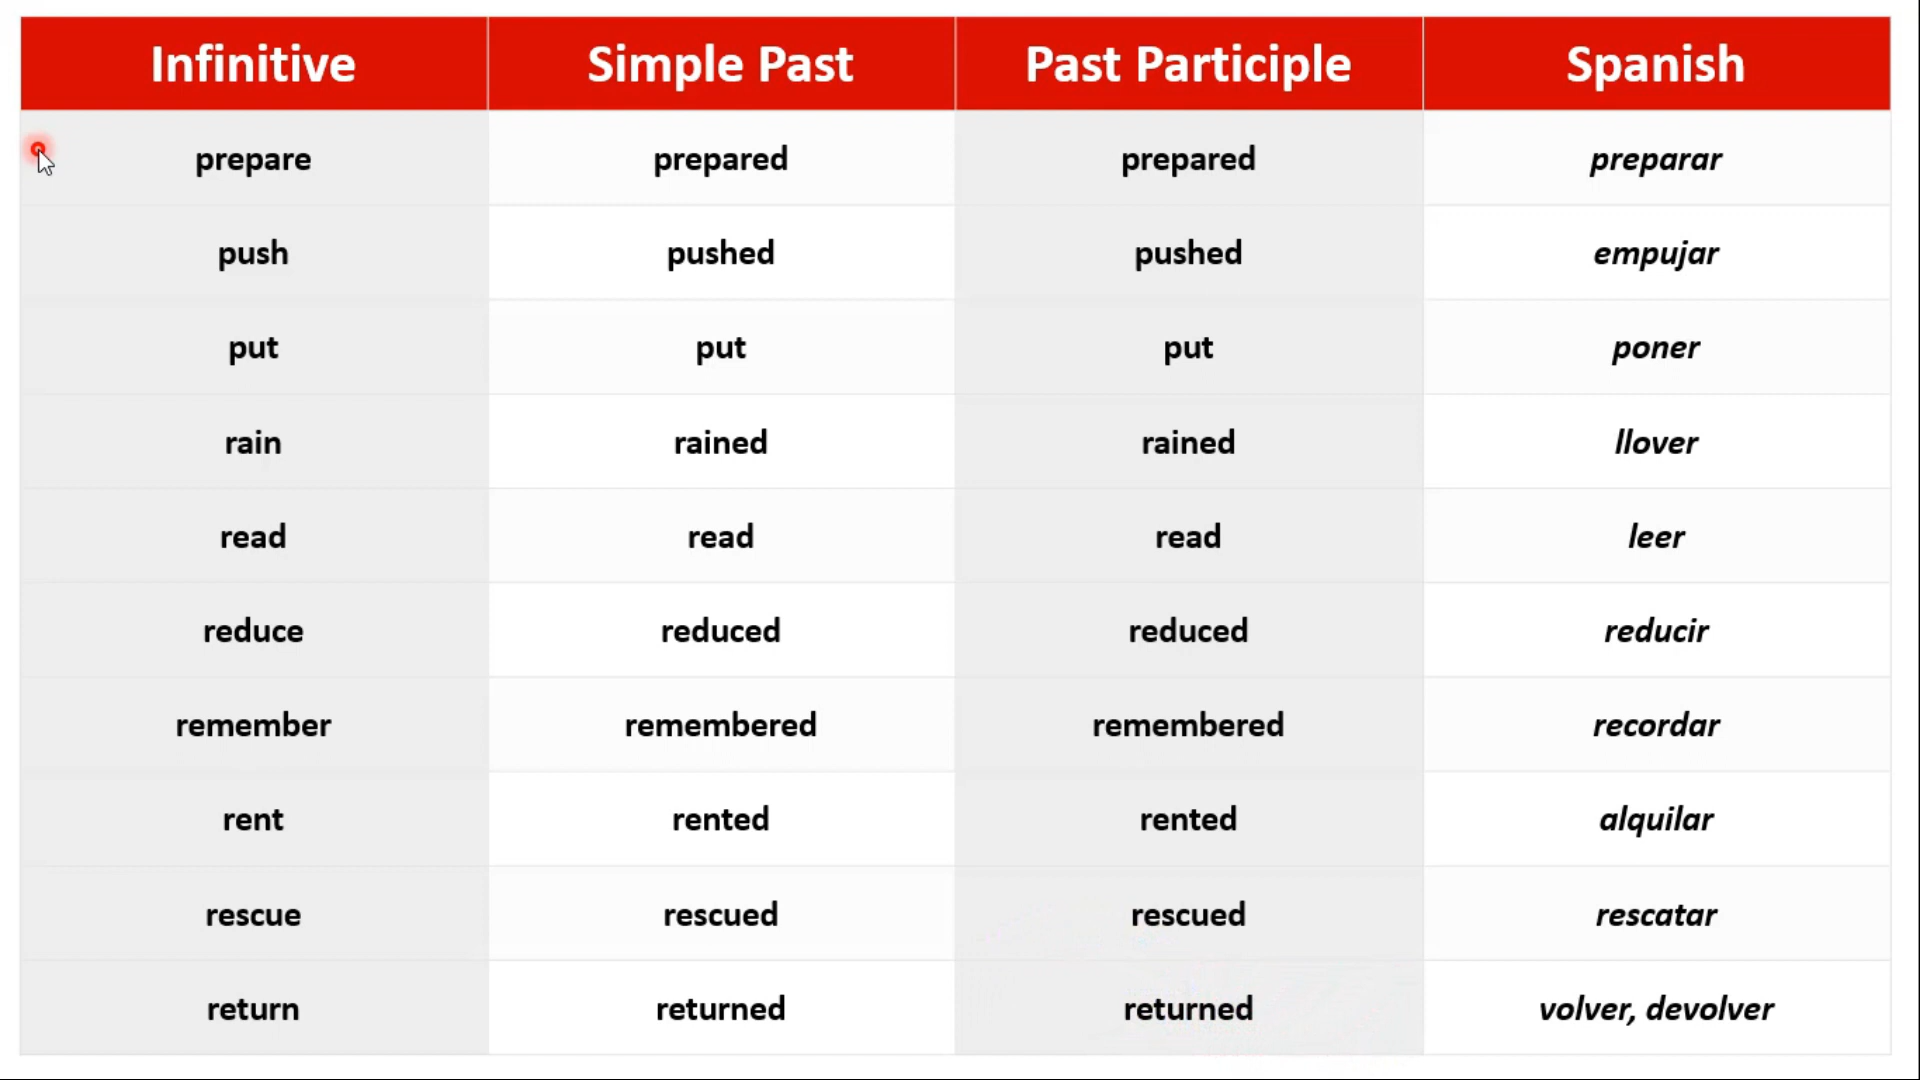 Infinitive Simple Past Past Participle Spanish
prepare prepared prepared preparar
push pushed pushed empujar
put put put poner
rain rained rained llover
read read read leer
reduce reduced reduced reducir
remember remembered remembered recordar
rent rented rented alquilar
rescue rescued rescued rescatar
return returned returned volver, devolver